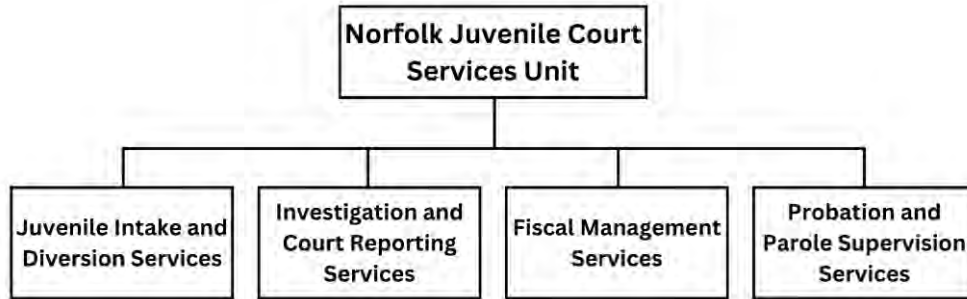 Norfolk Juvenile Court
Services Unit
Juvenile Intake and
Diversion Services
Investigation and
Court Reporting
Services
Fiscal Management
Services
Probation and
Parole Supervision
Services